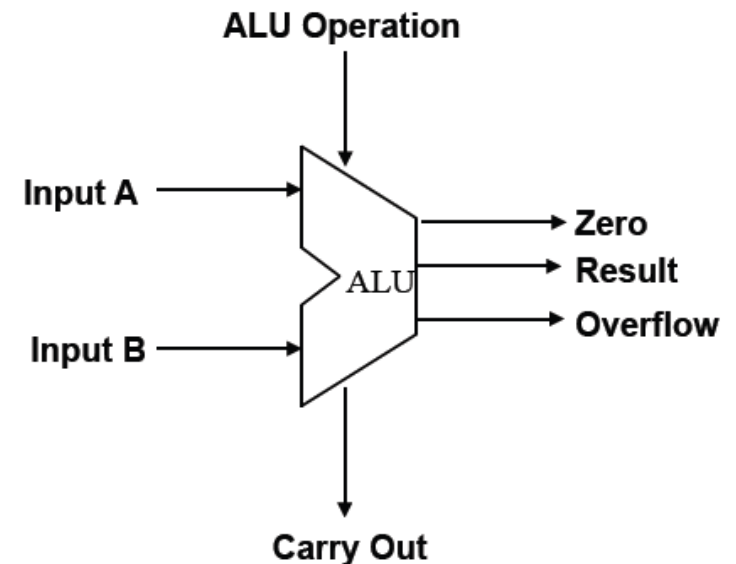 ALU Operation
Input A
Zero
ALU
Result
Overflow
Input B
Carry Out